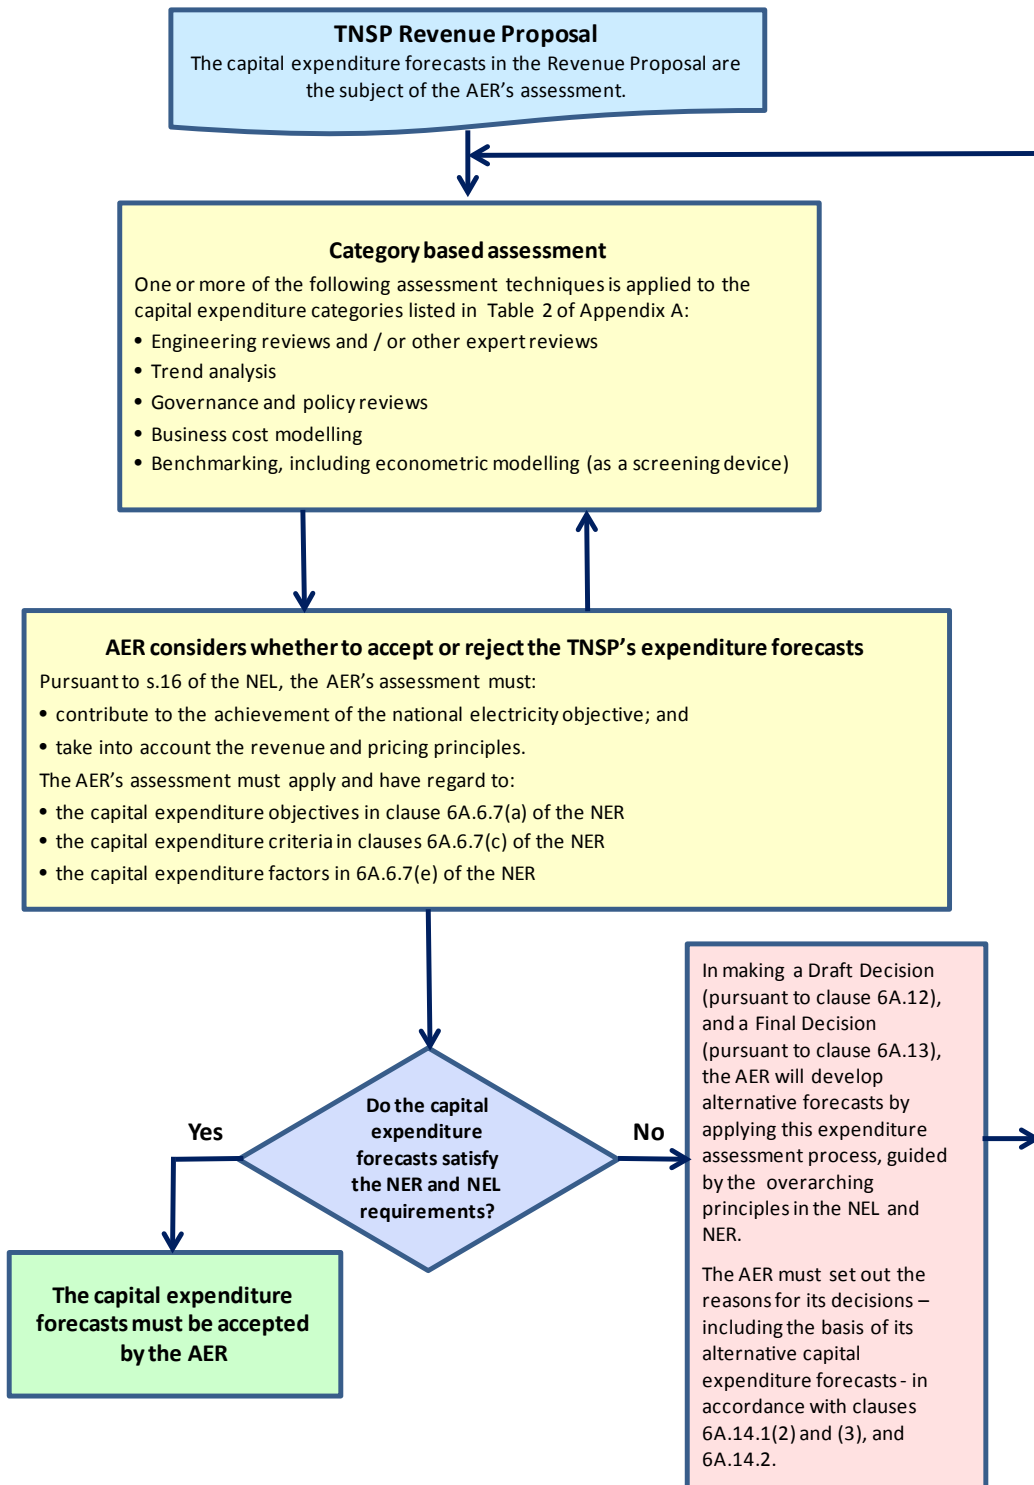 TNSP Revenue Proposal
The capital expenditure forecasts in the Revenue Proposal are
the subject of the AER's assessment.
Category based assessment
One or more of the following assessment techniques is applied to the
capital expenditure categories listed in Table 2 of Appendix A:
• Engineering reviews and / or other expert reviews
• Trend analysis
• Governance and policy reviews
• Business cost modelling
• Benchmarking, including econometric modelling (as a screening device)
AER considers whether to accept or reject the TNSP's expenditure forecasts
Pursuant to s.16 of the NEL, the AER's assessment must:
• contribute to the achievement of the national electricity objective; and
• take into account the revenue and pricing principles.
The AER's assessment must apply and have regard to:
• the capital expenditure objectives in clause 6A.6.7(a) of the NER
• the capital expenditure criteria in clauses 6A.6.7(c) of the NER
• the capital expenditure factors in 6A.6.7(e) of the NER
Do the capital
expenditure
forecasts satisfy
the NER and NEL
requirements?
Yes
No
The capital expenditure
forecasts must be accepted
by the AER
In making a Draft Decision
(pursuant to clause 6A.12),
and a Final Decision
(pursuant to clause 6A.13),
the AER will develop
alternative forecasts by
applying this expenditure
assessment process, guided
by the overarching
principles in the NEL and
NER.
The AER must set out the
reasons for its decisions –
including the basis of its
alternative capital
expenditure forecasts - in
accordance with clauses
6A.14.1(2) and (3), and
6A.14.2.